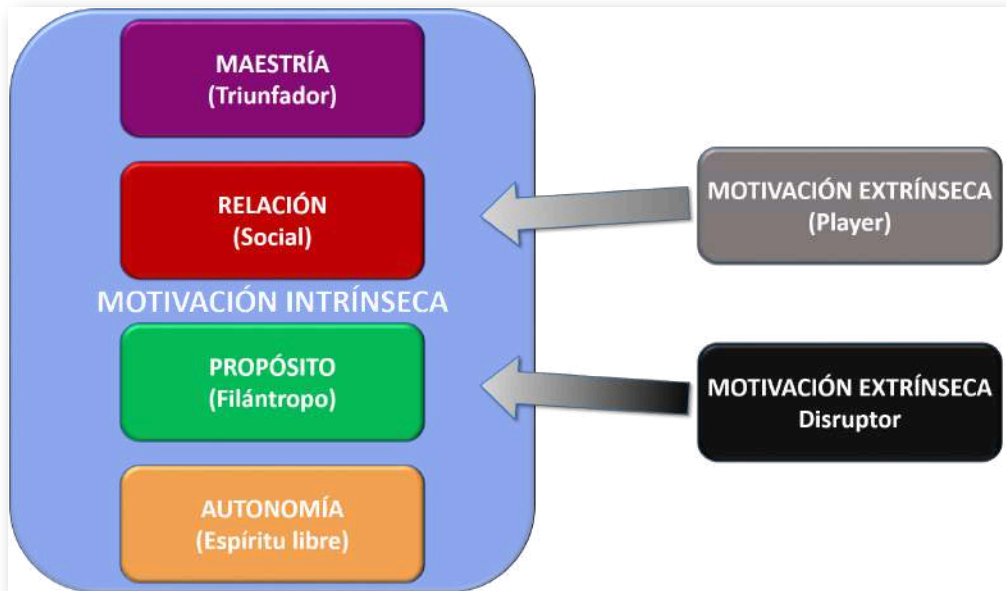 MAESTRÍA
(Triunfador)
RELACIÓN
(Social)
MOTIVACIÓN INTRÍNSECA
PROPÓSITO
(Filántropo)
AUTONOMÍA
(Espíritu libre)
MOTIVACIÓN EXTRÍNSECA
(Player)
MOTIVACIÓN EXTRÍNSECA
Disruptor